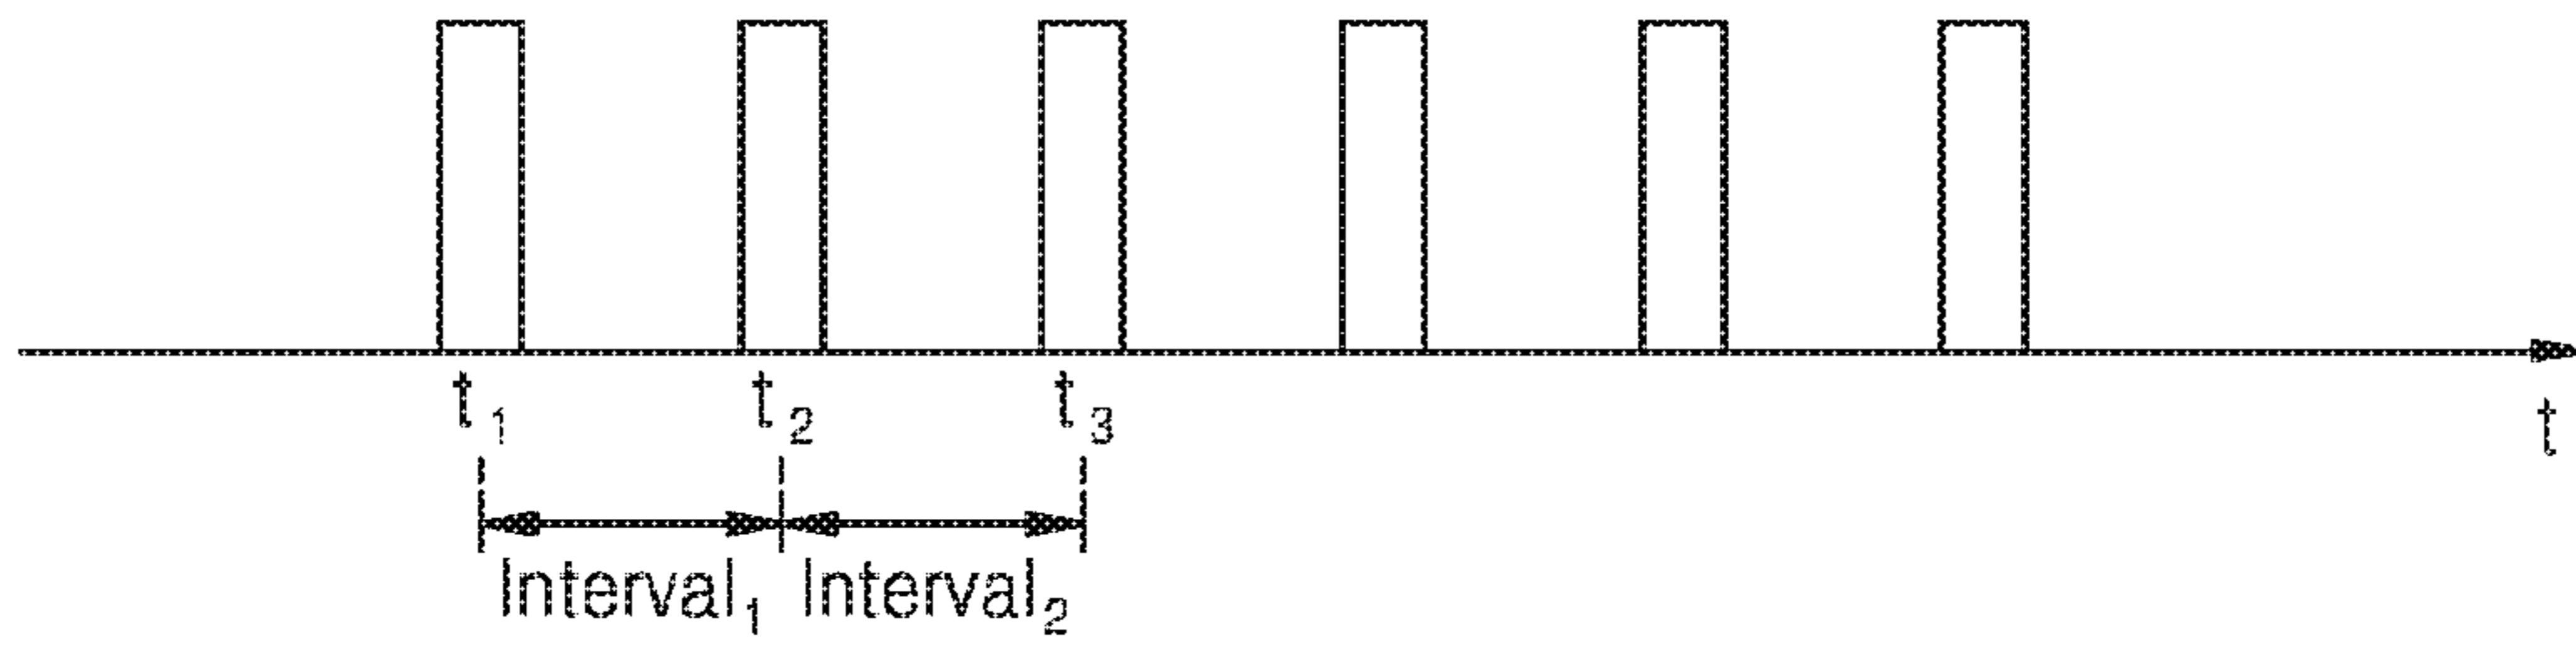 t₁ t₂ t₃ t
Interval₁ Interval₂